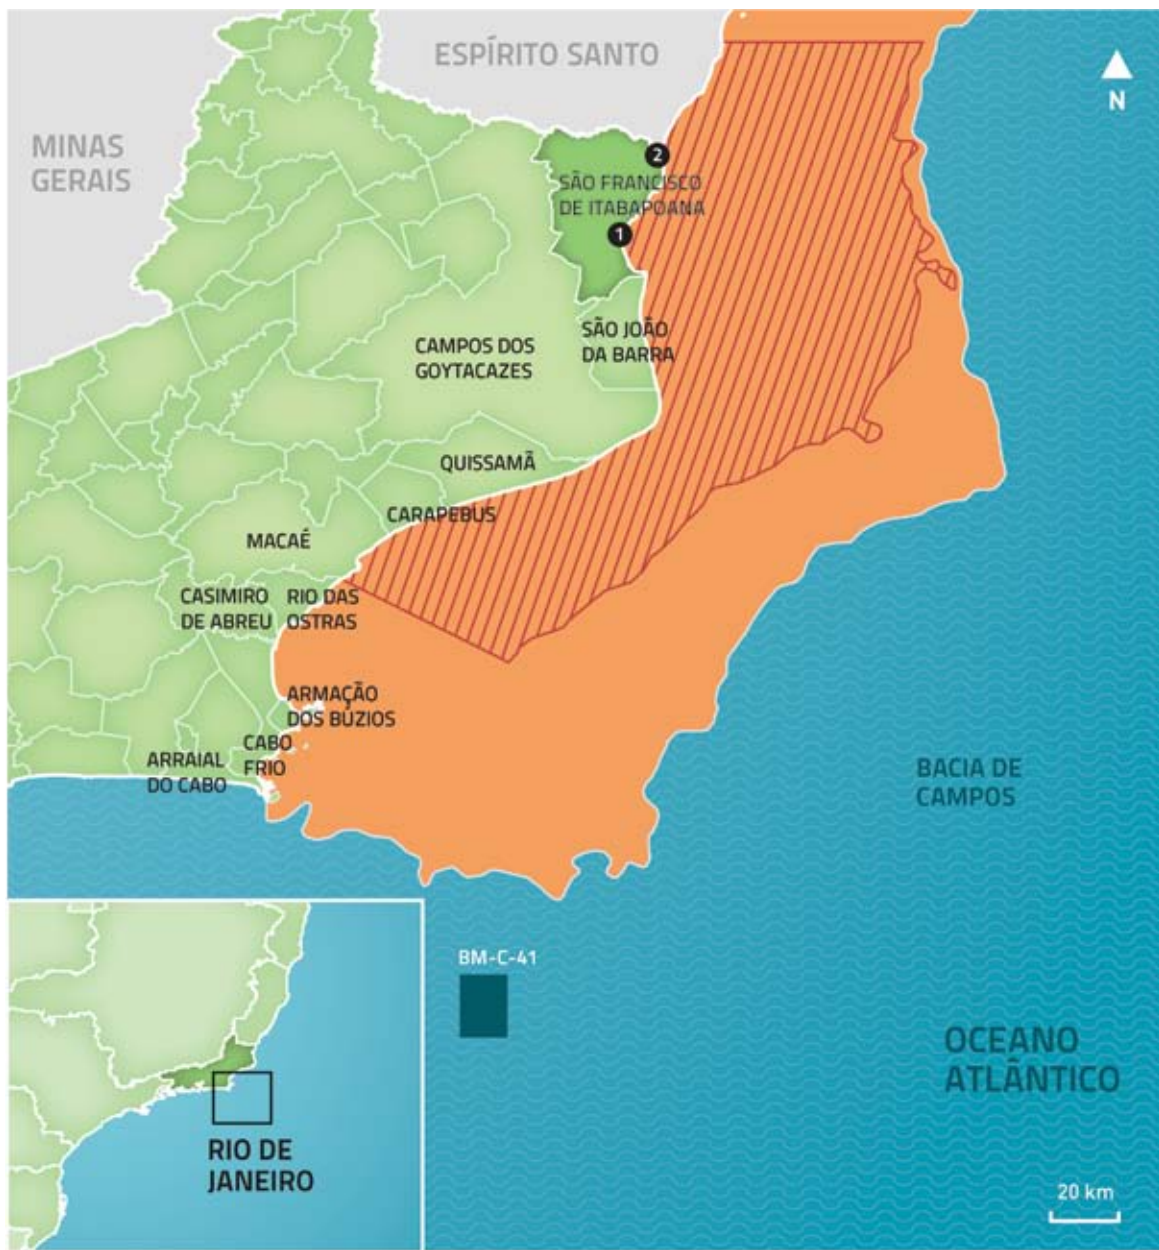 ESPÍRITO SANTO
MINAS
GERAIS
N
2
SÃO FRANCISCO
DE ITABAPOANA
1
SÃO JOÃO
DA BARRA
CAMPOS DOS
GOYTACAZES
QUISSAMÃ
CARAPEBUS
MACAÉ
CASIMIRO
DE ABREU
RIO DAS
OSTRAS
ARMAÇÃO
DOS BÚZIOS
CABO
FRIO
ARRAIAL
DO CABO
BACIA DE
CAMPOS
BM-C-41
OCEANO
ATLÂNTICO
RIO DE
JANEIRO
20 km